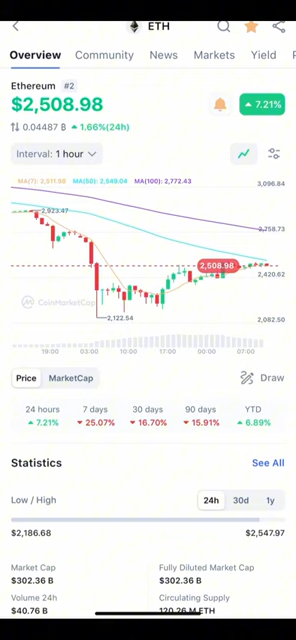 ETH
Overview Community News Markets Yield
Ethereum #2
$2,508.98
7.21%
0.04487 ₿ 1.66%(24h)
Interval: 1 hour
MA(7): 2,511.98 MA(50): 2,549.04 MA(100): 2,772.43
3,096.84
2,923.47
2,758.73
2,508.98
2,420.62
CoinMarketCap
2,122.54
2,082.50
19:00 03:00 10:00 17:00 00:00 07:00
Price MarketCap Draw
24 hours 7 days 30 days 90 days YTD
7.21% 25.07% 16.70% 15.91% 6.89%
Statistics See All
Low / High 24h 30d 1y
$2,186.68 $2,547.97
Market Cap Fully Diluted Market Cap
$302.36 B $302.36 B
Volume 24h Circulating Supply
$40.76 B 120.26 M ETH